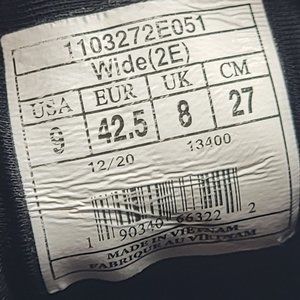 1103272E051
Wide(2E)
USA EUR UK CM
9 42.5 8 27
12/20 13400
1 90340 66322 2
MADE IN VIETNAM
FABRIQUE AU VIETNAM